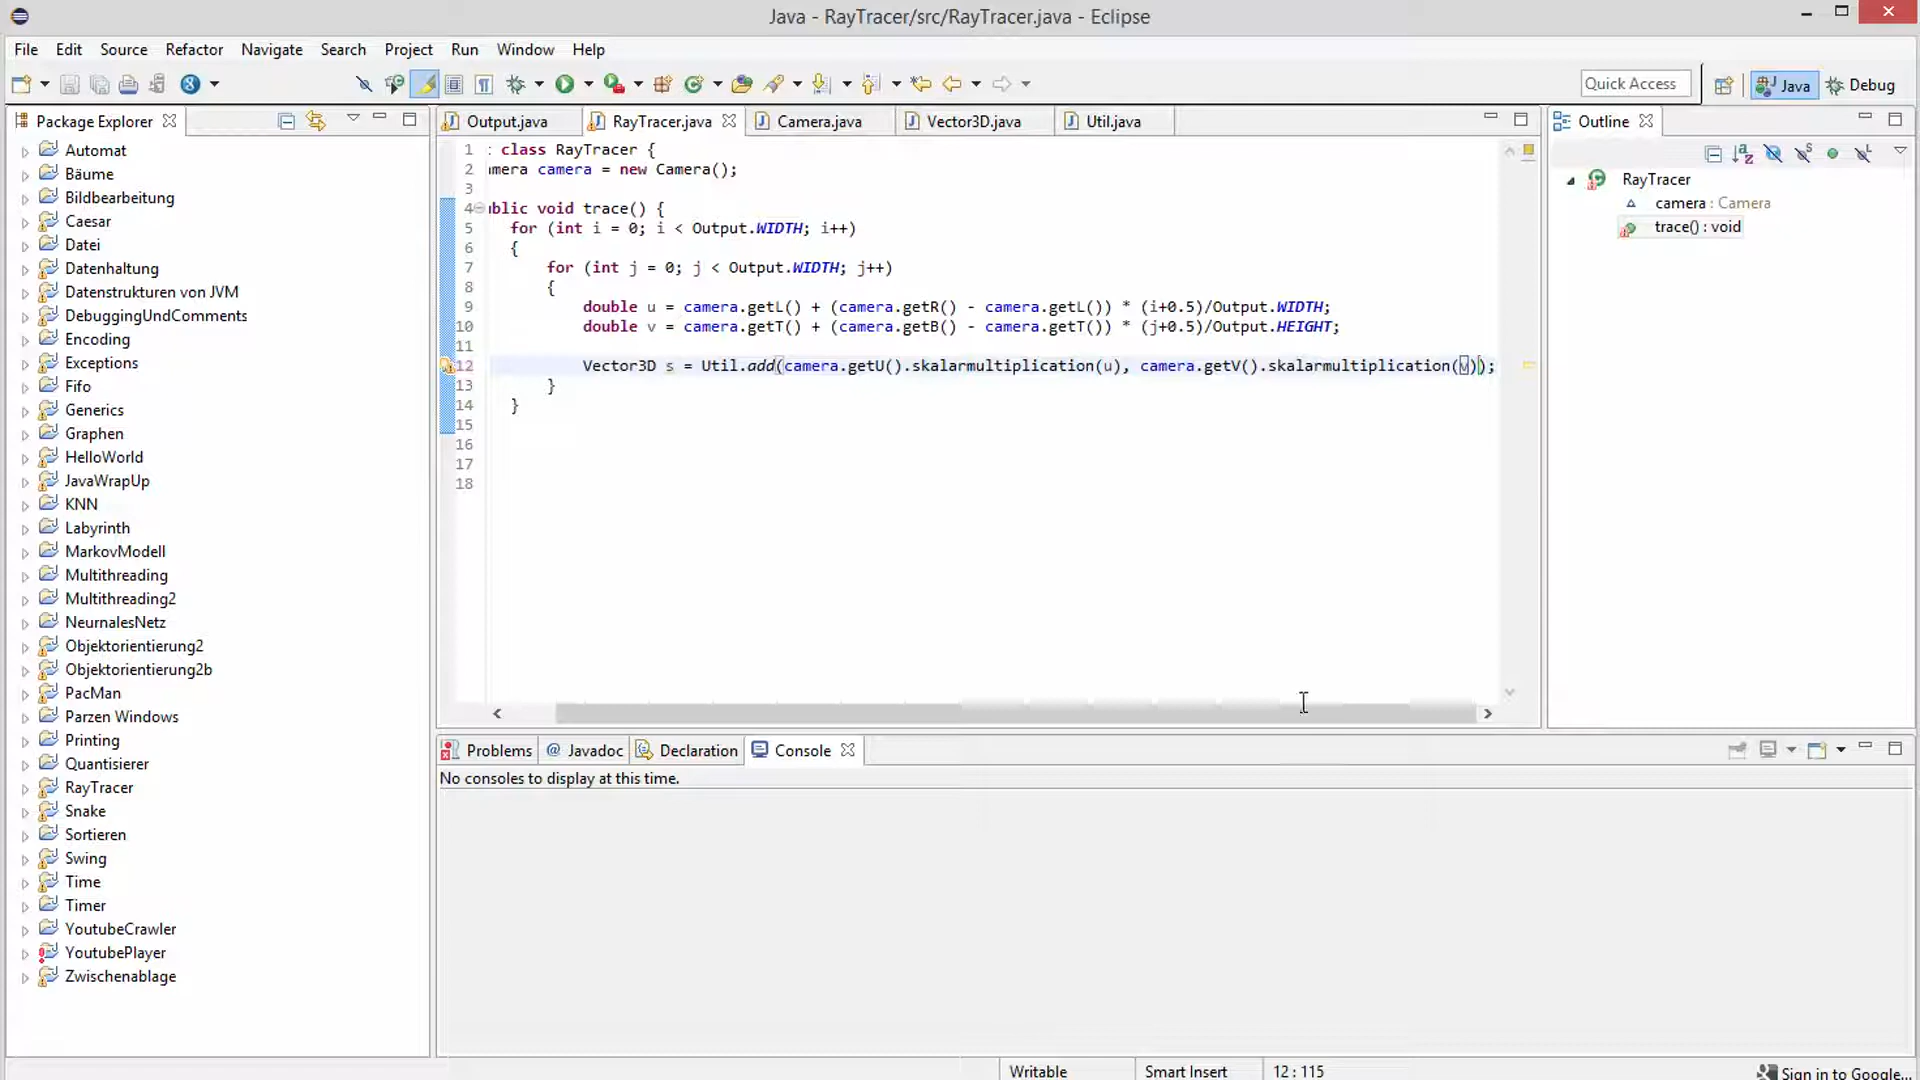 Java - RayTracer/src/RayTracer.java - Eclipse
File Edit Source Refactor Navigate Search Project Run Window Help
Quick Access Java Debug
Package Explorer
Automat
Bäume
Bildbearbeitung
Caesar
Datei
Datenhaltung
Datenstrukturen von JVM
DebuggingUndComments
Encoding
Exceptions
Fifo
Generics
Graphen
HelloWorld
JavaWrapUp
KNN
Labyrinth
MarkovModell
Multithreading
Multithreading2
NeurnalesNetz
Objektorientierung2
Objektorientierung2b
PacMan
Parzen Windows
Printing
Quantisierer
RayTracer
Snake
Sortieren
Swing
Time
Timer
YoutubeCrawler
YoutubePlayer
Zwischenablage
Output.java RayTracer.java Camera.java Vector3D.java Util.java
1 : class RayTracer {
2 mera camera = new Camera();
3
4 blic void trace() {
5 for (int i = 0; i < Output.WIDTH; i++)
6 {
7 for (int j = 0; j < Output.WIDTH; j++)
8 {
9 double u = camera.getL() + (camera.getR() - camera.getL()) * (i+0.5)/Output.WIDTH;
10 double v = camera.getT() + (camera.getB() - camera.getT()) * (j+0.5)/Output.HEIGHT;
11
12 Vector3D s = Util.add(camera.getU().skalarmultiplication(u), camera.getV().skalarmultiplication(v));
13 }
14 }
15
16
17
18
Outline
RayTracer
camera : Camera
trace() : void
Problems @ Javadoc Declaration Console
No consoles to display at this time.
Writable Smart Insert 12 : 115 Sign in to Google...